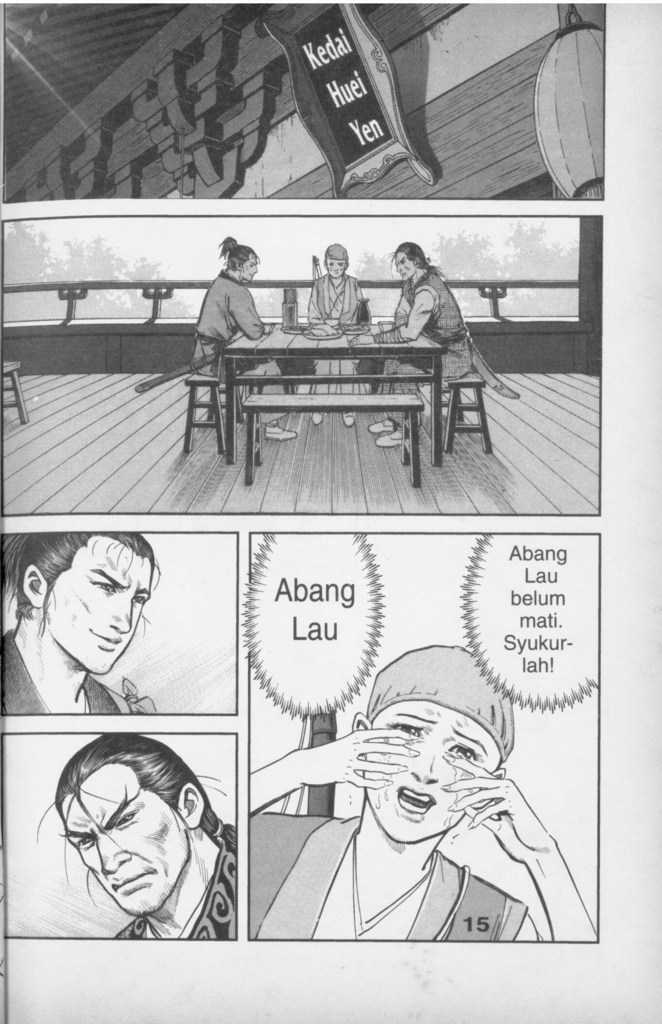 Kedai
Huei
Yen
Abang
Lau
Abang
Lau
belum
mati.
Syukur-
lah!
15